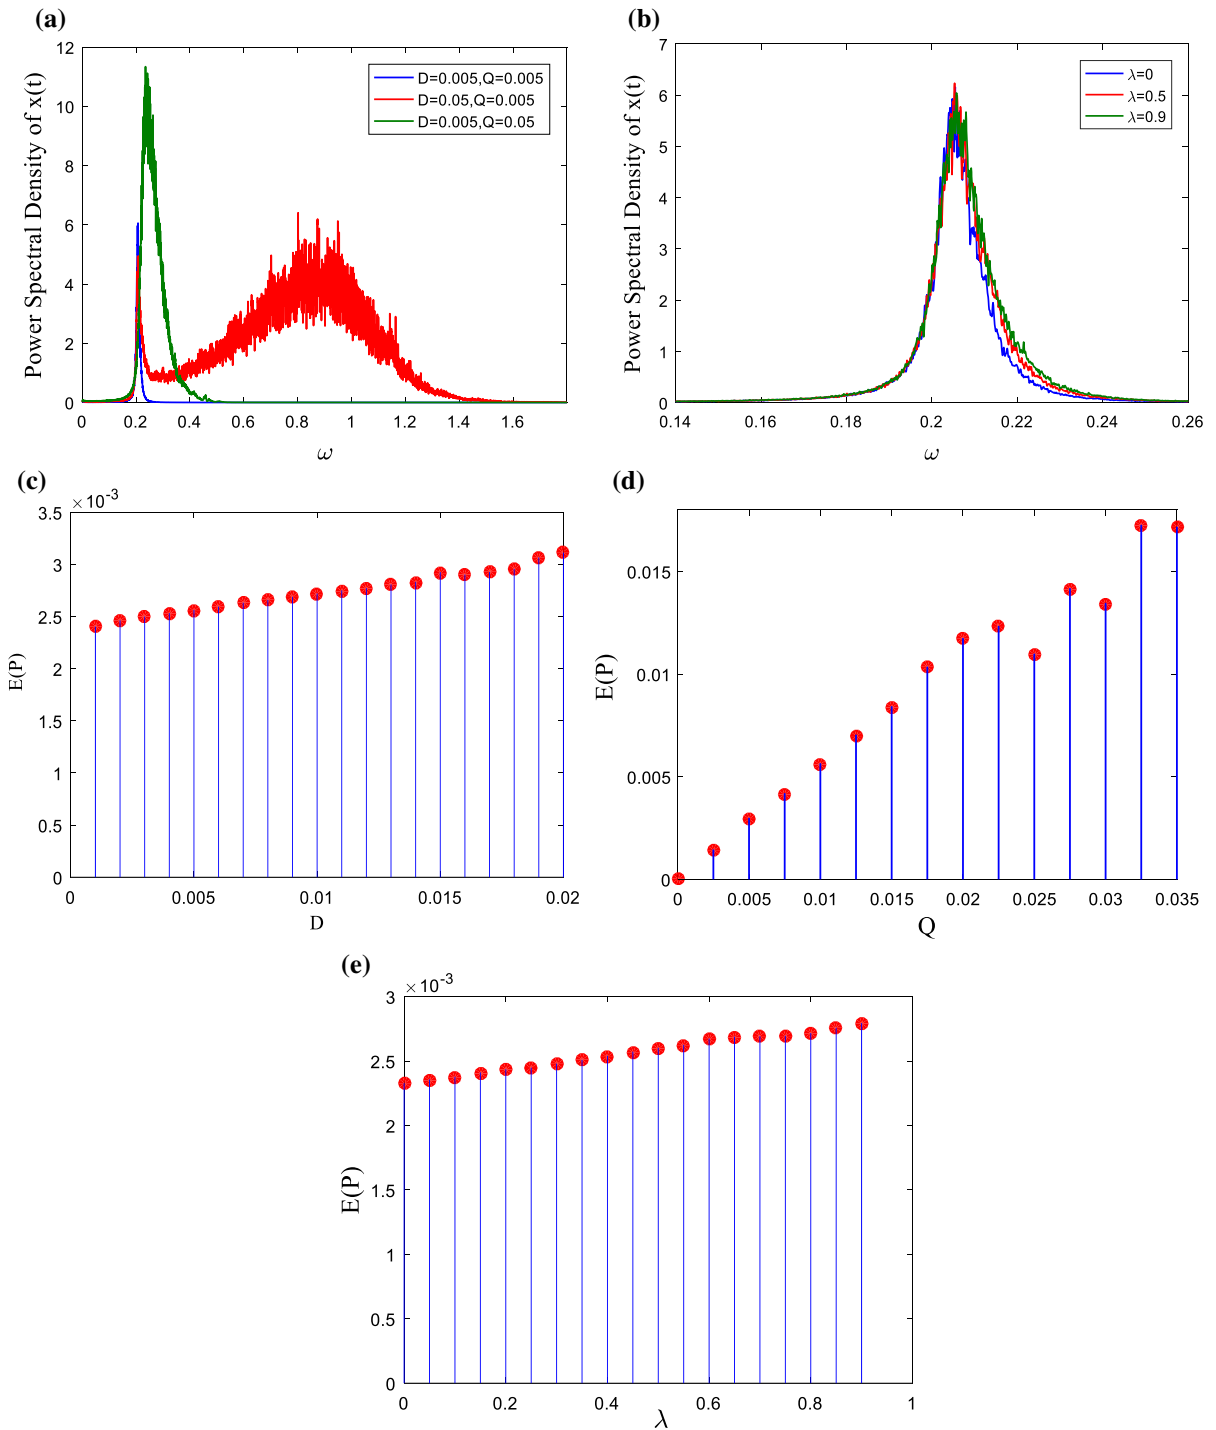 (a)
12
10
8
6
4
2
0
Power Spectral Density of x(t)
D=0.005,Q=0.005
D=0.05,Q=0.005
D=0.005,Q=0.05
0 0.2 0.4 0.6 0.8 1 1.2 1.4 1.6
ω
(b)
7
6
5
4
3
2
1
0
Power Spectral Density of x(t)
λ=0
λ=0.5
λ=0.9
0.14 0.16 0.18 0.2 0.22 0.24 0.26
ω
(c)
×10-3
3.5
3
2.5
2
1.5
1
0.5
0
E(P)
0 0.005 0.01 0.015 0.02
D
(d)
0.015
0.01
0.005
0
E(P)
0 0.005 0.01 0.015 0.02 0.025 0.03 0.035
Q
(e)
×10-3
3
2.5
2
1.5
1
0.5
0
E(P)
0 0.2 0.4 0.6 0.8 1
λ